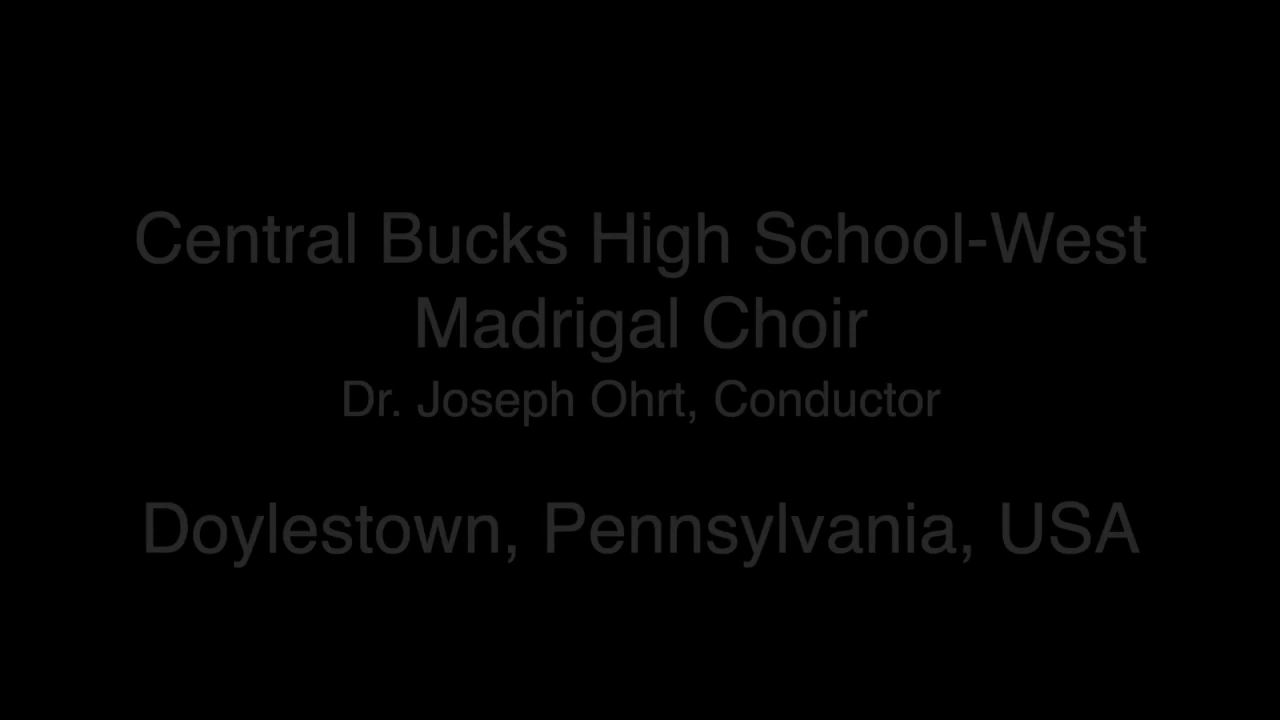 Central Bucks High School-West
Madrigal Choir
Dr. Joseph Ohrt, Conductor
Doylestown, Pennsylvania, USA